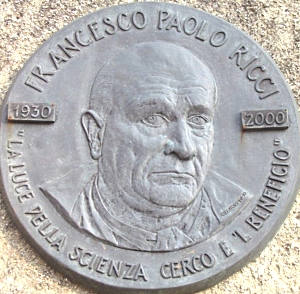 FRANCESCO PAOLO RICCI
1930
2000
"LA LUCE DELLA SCIENZA CERCO E 'L BENEFICIO"